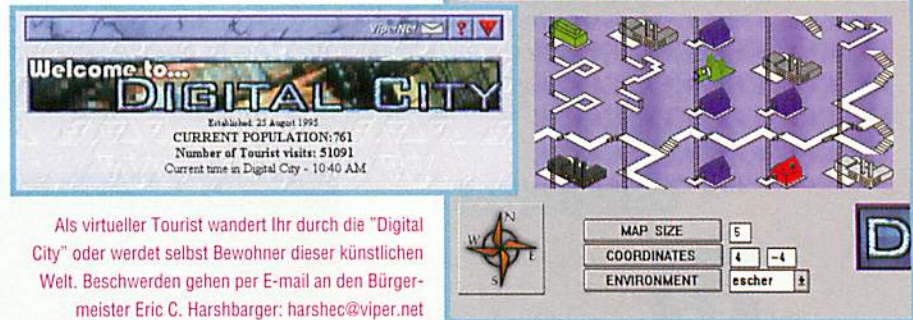 ViperNet ?
Welcome to...
DIGITAL CITY
Established: 25 August 1995
CURRENT POPULATION:761
Number of Tourist visits: 51091
Current time in Digital City - 10:40 AM
Als virtueller Tourist wandert Ihr durch die "Digital
City" oder werdet selbst Bewohner dieser künstlichen
Welt. Beschwerden gehen per E-mail an den Bürger-
meister Eric C. Harshbarger: harshec@viper.net
N
W E
S
MAP SIZE 5
COORDINATES 4 -4
ENVIRONMENT escher
D